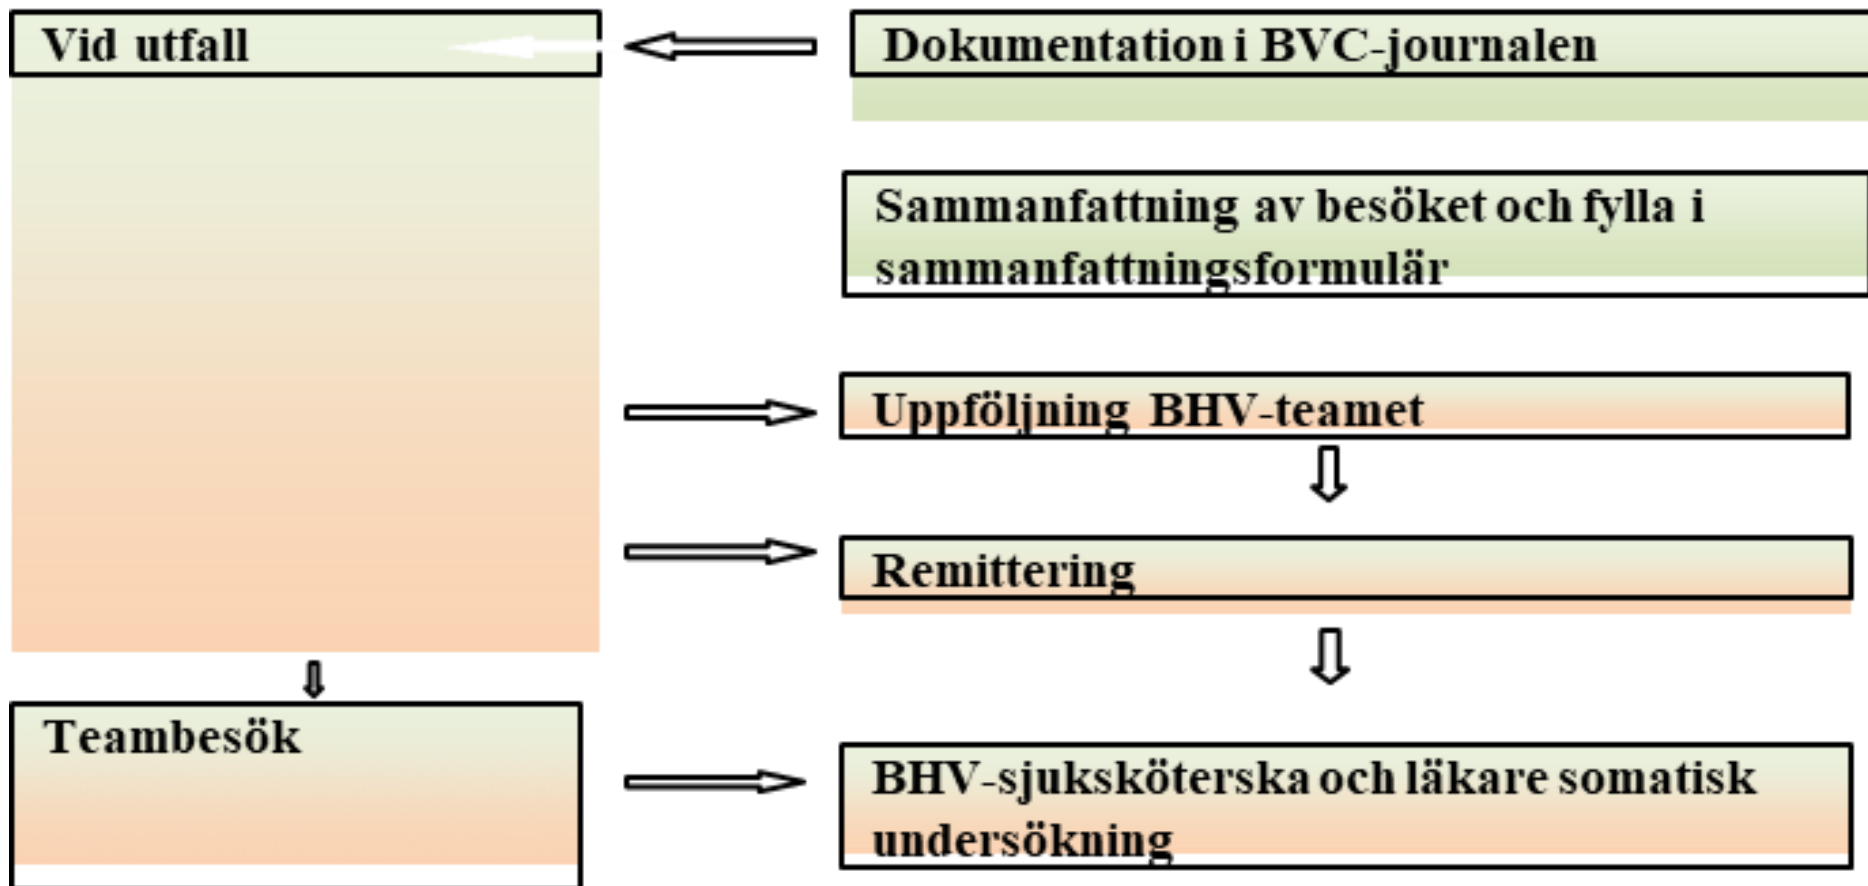 Vid utfall
Dokumentation i BVC-journalen
Sammanfattning av besöket och fylla i
sammanfattningsformulär
Uppföljning BHV-teamet
Remittering
Teambesök
BHV-sjuksköterska och läkare somatisk
undersökning